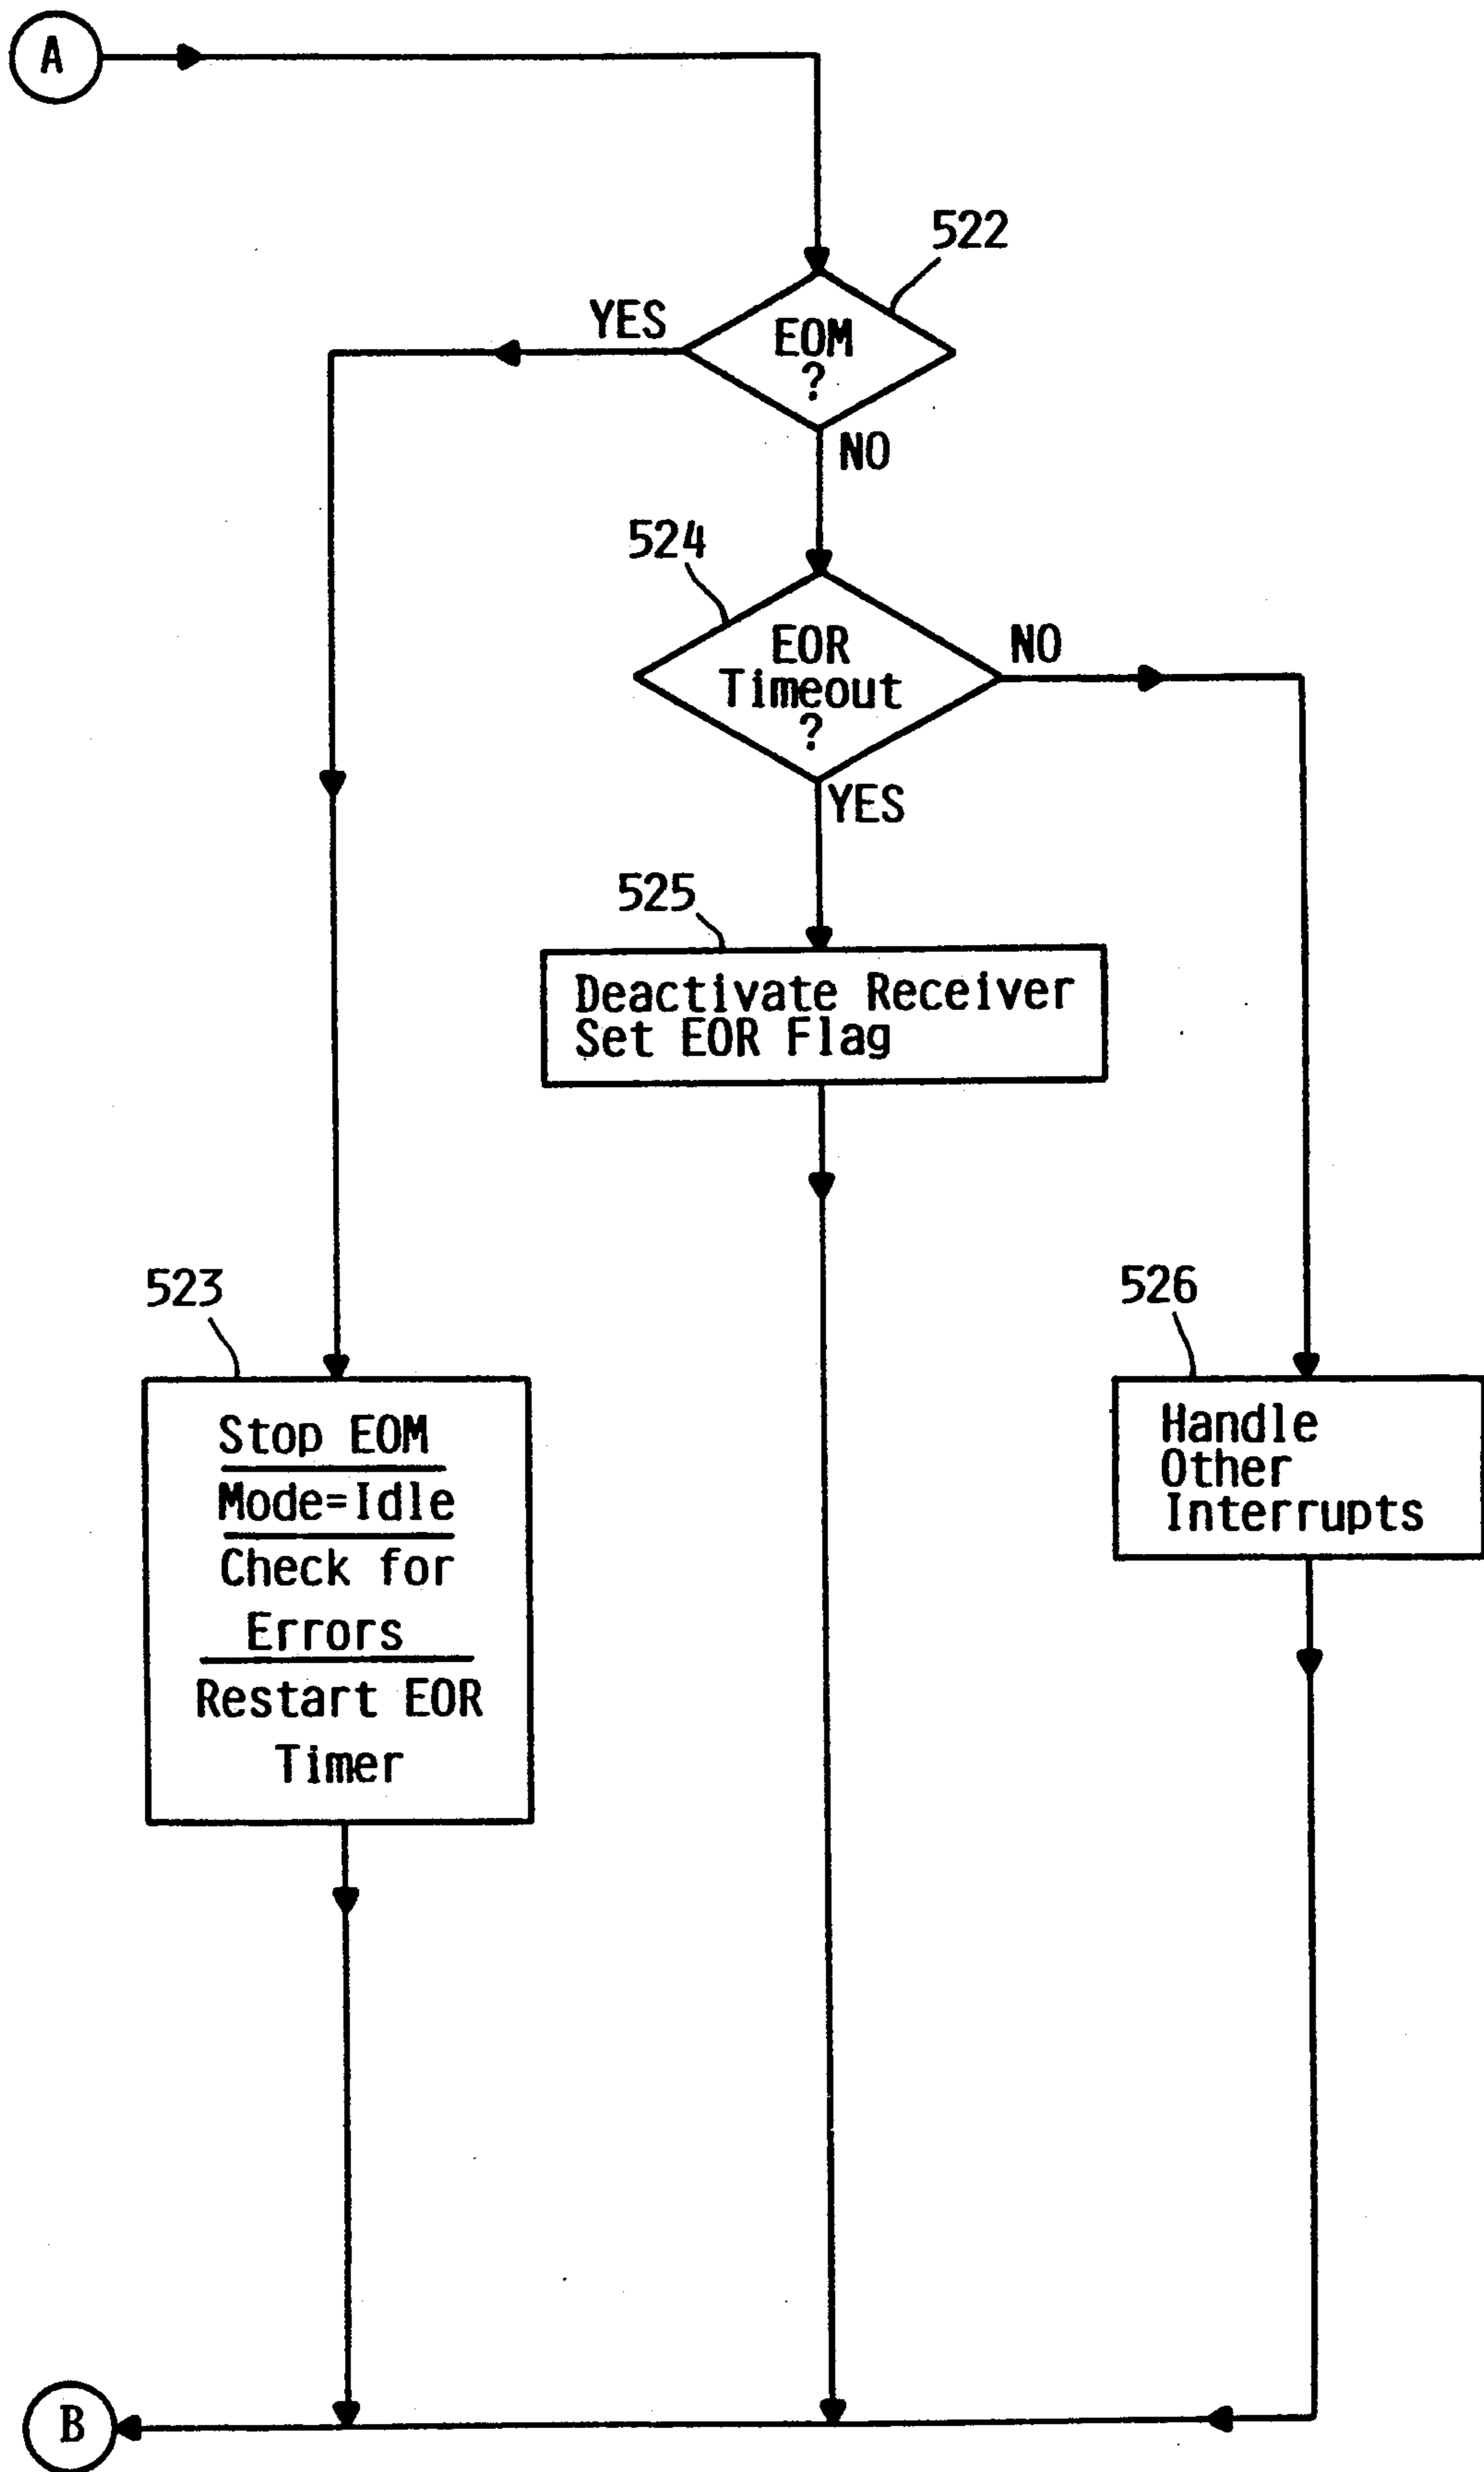 A
522
YES
EOM
?
NO
524
EOR
Timeout
?
NO
YES
525
Deactivate Receiver
Set EOR Flag
523
Stop EOM
Mode=Idle
Check for
Errors
Restart EOR
Timer
526
Handle
Other
Interrupts
B